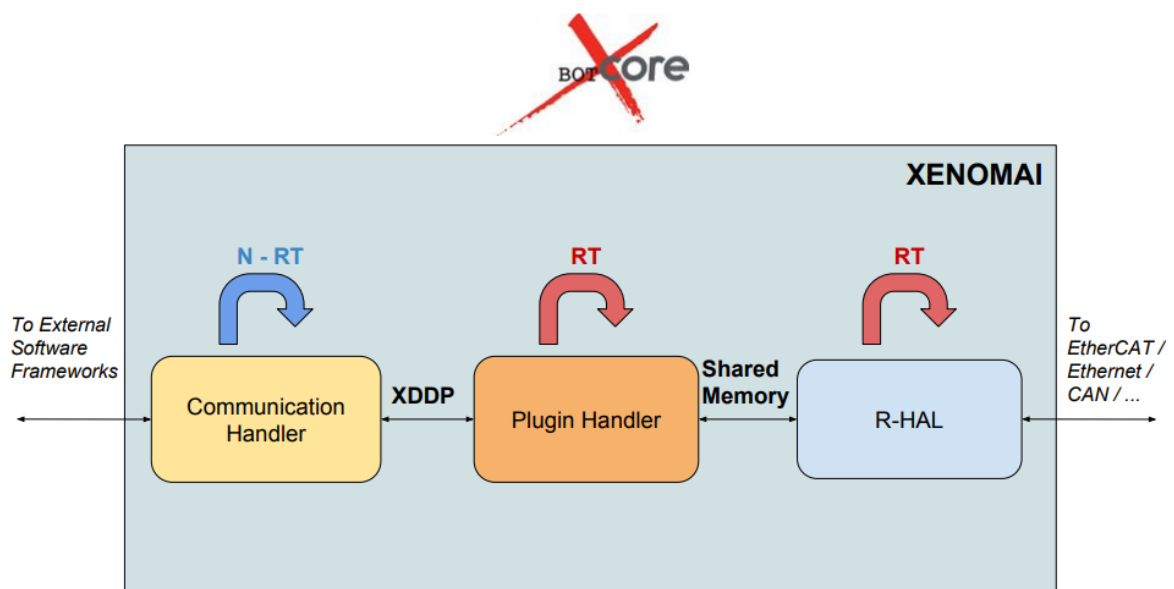 BOT core
XENOMAI
N - RT
RT
RT
To External
Software
Frameworks
Communication
Handler
XDDP
Plugin Handler
Shared
Memory
R-HAL
To
EtherCAT /
Ethernet /
CAN / ...